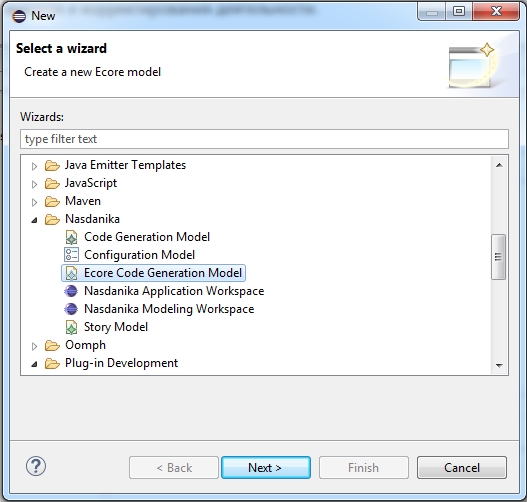 New
Select a wizard
Create a new Ecore model
Wizards:
type filter text
Java Emitter Templates
JavaScript
Maven
Nasdanika
Code Generation Model
Configuration Model
Ecore Code Generation Model
Nasdanika Application Workspace
Nasdanika Modeling Workspace
Story Model
Oomph
Plug-in Development
< Back
Next >
Finish
Cancel